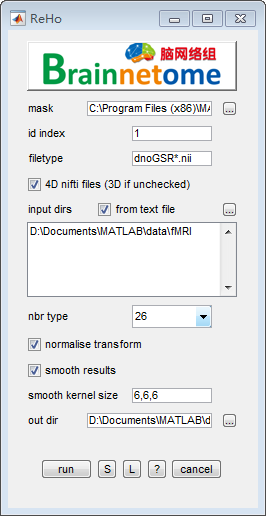 ReHo
脑网络组
Brainnetome
mask C:\Program Files (x86)\MA ...
id index 1
filetype dnoGSR*.nii
4D nifti files (3D if unchecked)
input dirs from text file ...
D:\Documents\MATLAB\data\fMRI
nbr type 26
normalise transform
smooth results
smooth kernel size 6,6,6
out dir D:\Documents\MATLAB\d ...
run S L ? cancel